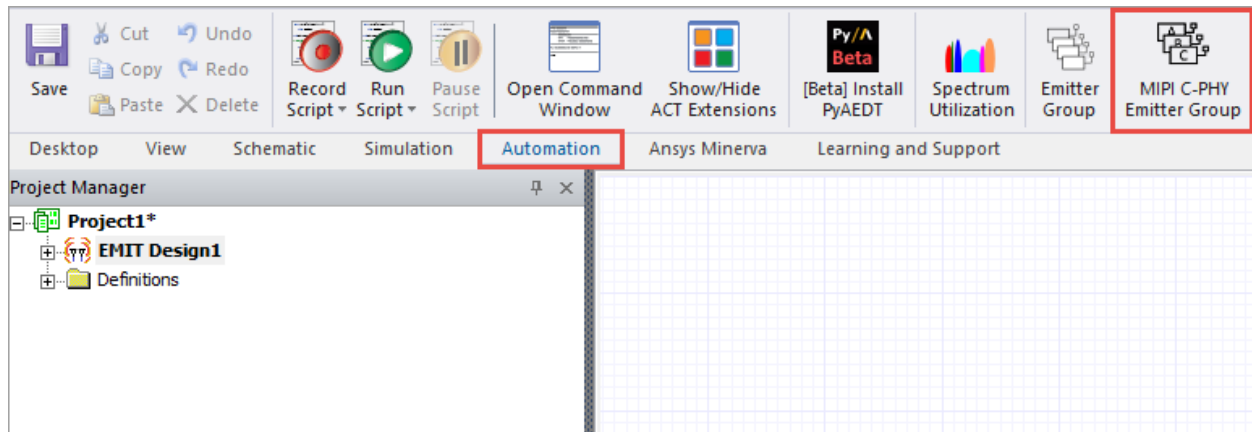 Save
Cut
Undo
Copy
Redo
Paste
Delete
Record
Script
Run
Script
Pause
Script
Open Command
Window
Show/Hide
ACT Extensions
Py/Λ
Beta
[Beta] Install
PyAEDT
Spectrum
Utilization
Emitter
Group
A
B
C
MIPI C-PHY
Emitter Group
Desktop
View
Schematic
Simulation
Automation
Ansys Minerva
Learning and Support
Project Manager
Project1*
EMIT Design1
Definitions